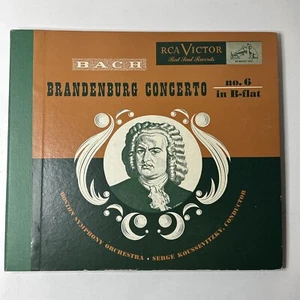 BACH
RCA VICTOR
Red Seal Records
BRANDENBURG CONCERTO
no. 6
in B-flat
BOSTON SYMPHONY ORCHESTRA • SERGE KOUSSEVITZKY, CONDUCTOR